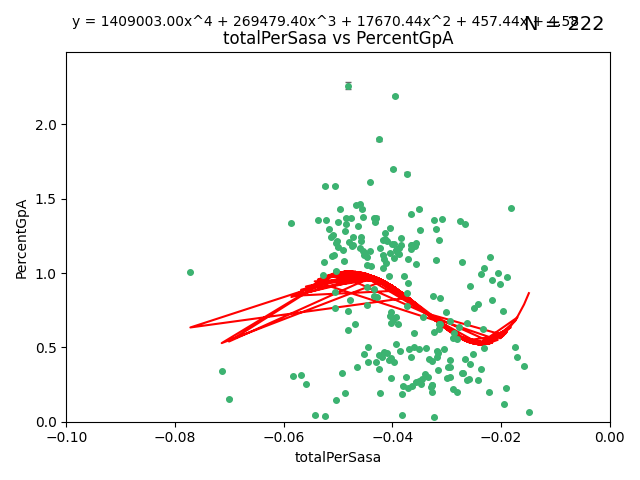 y = 1409003.00x^4 + 269479.40x^3 + 17670.44x^2 + 457.44x + 4.58
N = 222
totalPerSasa vs PercentGpA
2.0
1.5
1.0
0.5
0.0
PercentGpA
−0.10 −0.08 −0.06 −0.04 −0.02 0.00
totalPerSasa